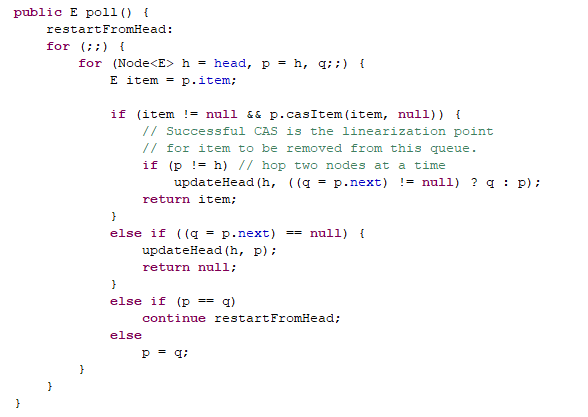 public E poll() {
    restartFromHead:
    for (;;) {
        for (Node<E> h = head, p = h, q;;) {
            E item = p.item;

            if (item != null && p.casItem(item, null)) {
                // Successful CAS is the linearization point
                // for item to be removed from this queue.
                if (p != h) // hop two nodes at a time
                    updateHead(h, ((q = p.next) != null) ? q : p);
                return item;
            }
            else if ((q = p.next) == null) {
                updateHead(h, p);
                return null;
            }
            else if (p == q)
                continue restartFromHead;
            else
                p = q;
        }
    }
}